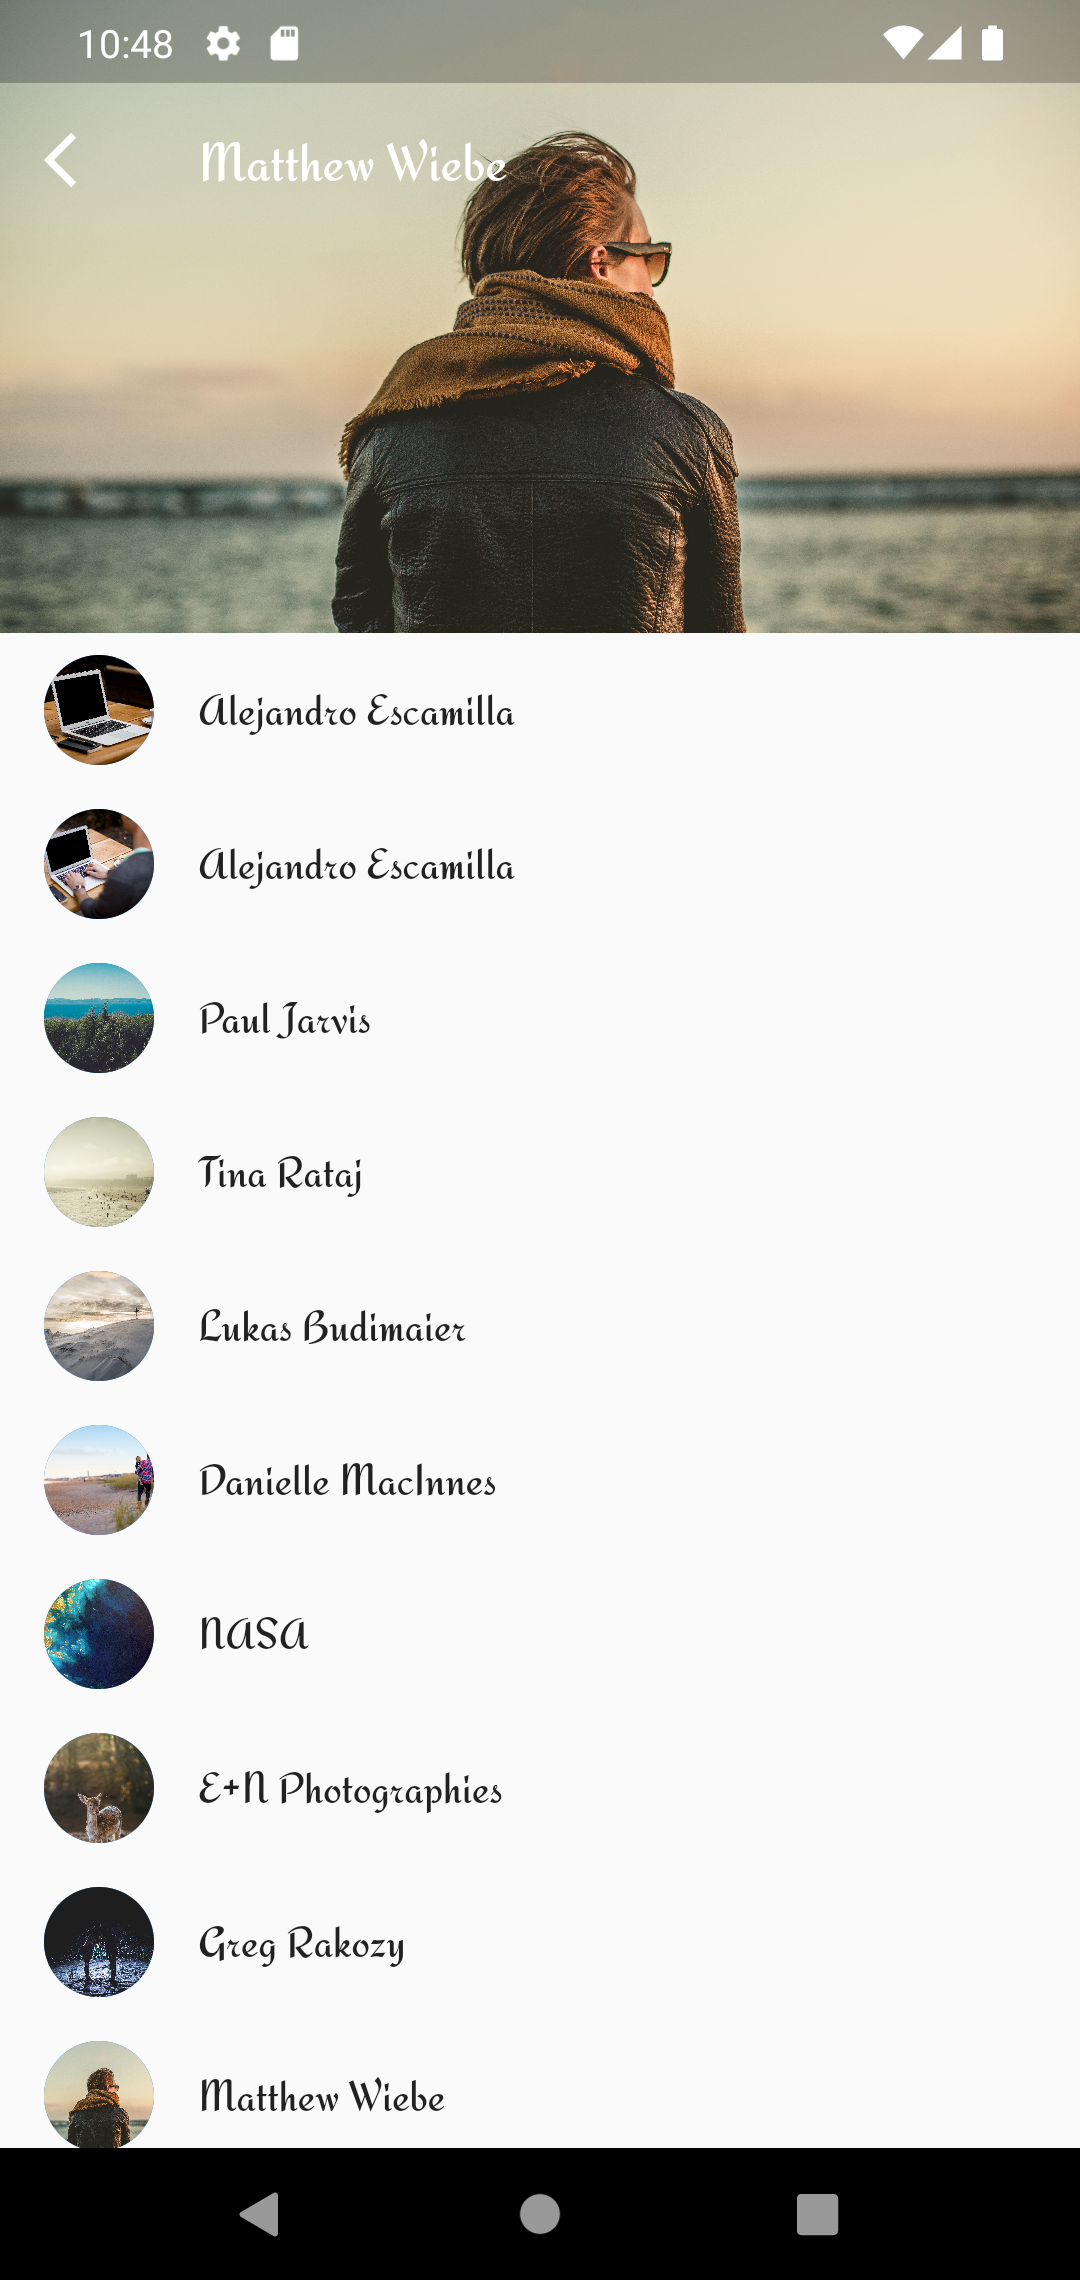 10:48
Matthew Wiebe
Alejandro Escamilla
Alejandro Escamilla
Paul Jarvis
Tina Rataj
Lukas Budimaier
Danielle MacInnes
NASA
E+N Photographies
Greg Rakozy
Matthew Wiebe